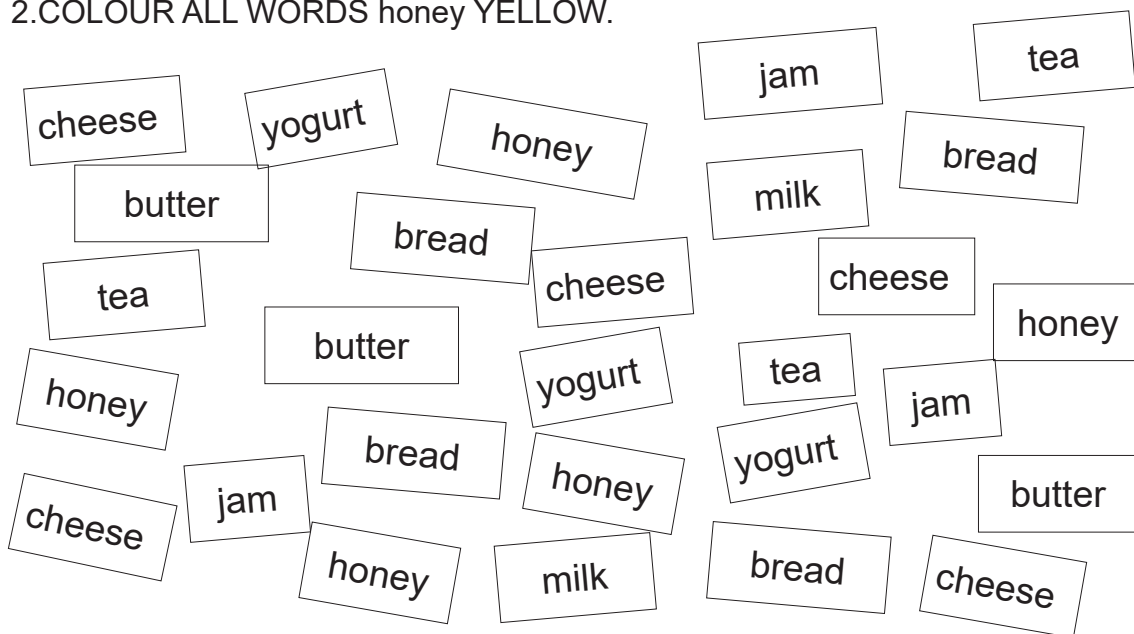 2.COLOUR ALL WORDS honey YELLOW.
jam
tea
cheese
yogurt
honey
bread
butter
milk
bread
cheese
cheese
tea
honey
butter
yogurt
tea
jam
honey
bread
honey
yogurt
butter
jam
cheese
honey
milk
bread
cheese